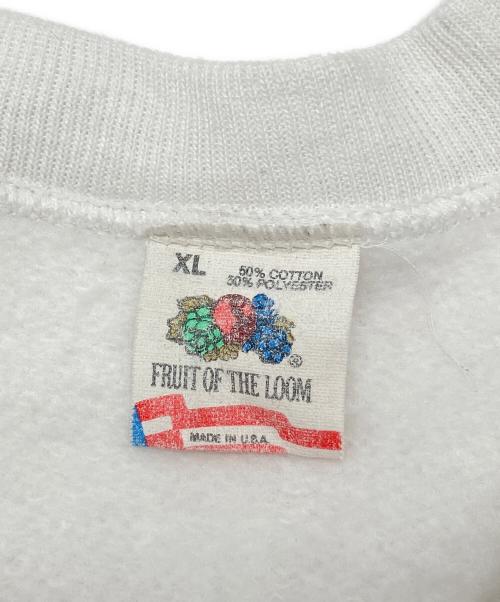 XL
50% COTTON
50% POLYESTER
®
FRUIT OF THE LOOM
MADE IN U.S.A.